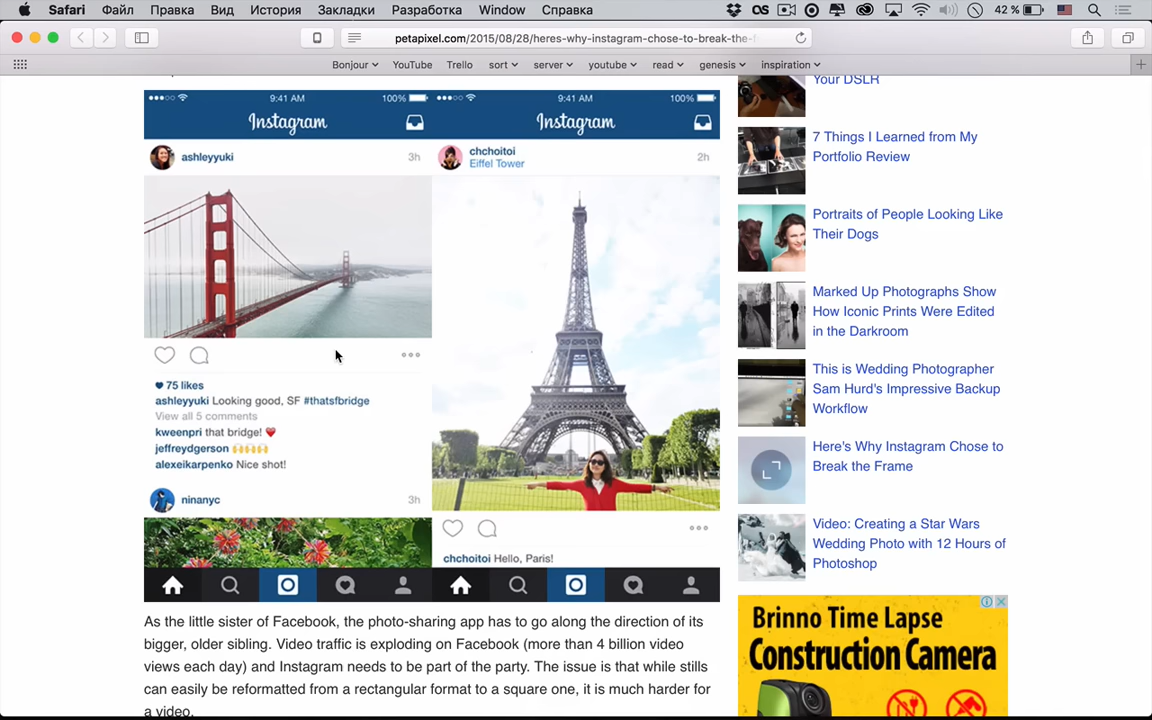 Safari Файл Правка Вид История Закладки Разработка Window Справка
42 %
petapixel.com/2015/08/28/heres-why-instagram-chose-to-break-the-f
Bonjour YouTube Trello sort server youtube read genesis inspiration
9:41 AM 100%
Instagram
ashleyyuki 3h
75 likes
ashleyyuki Looking good, SF #thatsfbridge
View all 5 comments
kweenpri that bridge! ❤️
jeffreydgerson 🙌🙌🙌
alexeikarpenko Nice shot!
ninanyc 3h
9:41 AM 100%
Instagram
chchoitoi 2h
Eiffel Tower
chchoitoi Hello, Paris!
As the little sister of Facebook, the photo-sharing app has to go along the direction of its
bigger, older sibling. Video traffic is exploding on Facebook (more than 4 billion video
views each day) and Instagram needs to be part of the party. The issue is that while stills
can easily be reformatted from a rectangular format to a square one, it is much harder for
a video.
Your DSLR
7 Things I Learned from My
Portfolio Review
Portraits of People Looking Like
Their Dogs
Marked Up Photographs Show
How Iconic Prints Were Edited
in the Darkroom
This is Wedding Photographer
Sam Hurd's Impressive Backup
Workflow
Here's Why Instagram Chose to
Break the Frame
Video: Creating a Star Wars
Wedding Photo with 12 Hours of
Photoshop
Brinno Time Lapse
Construction Camera